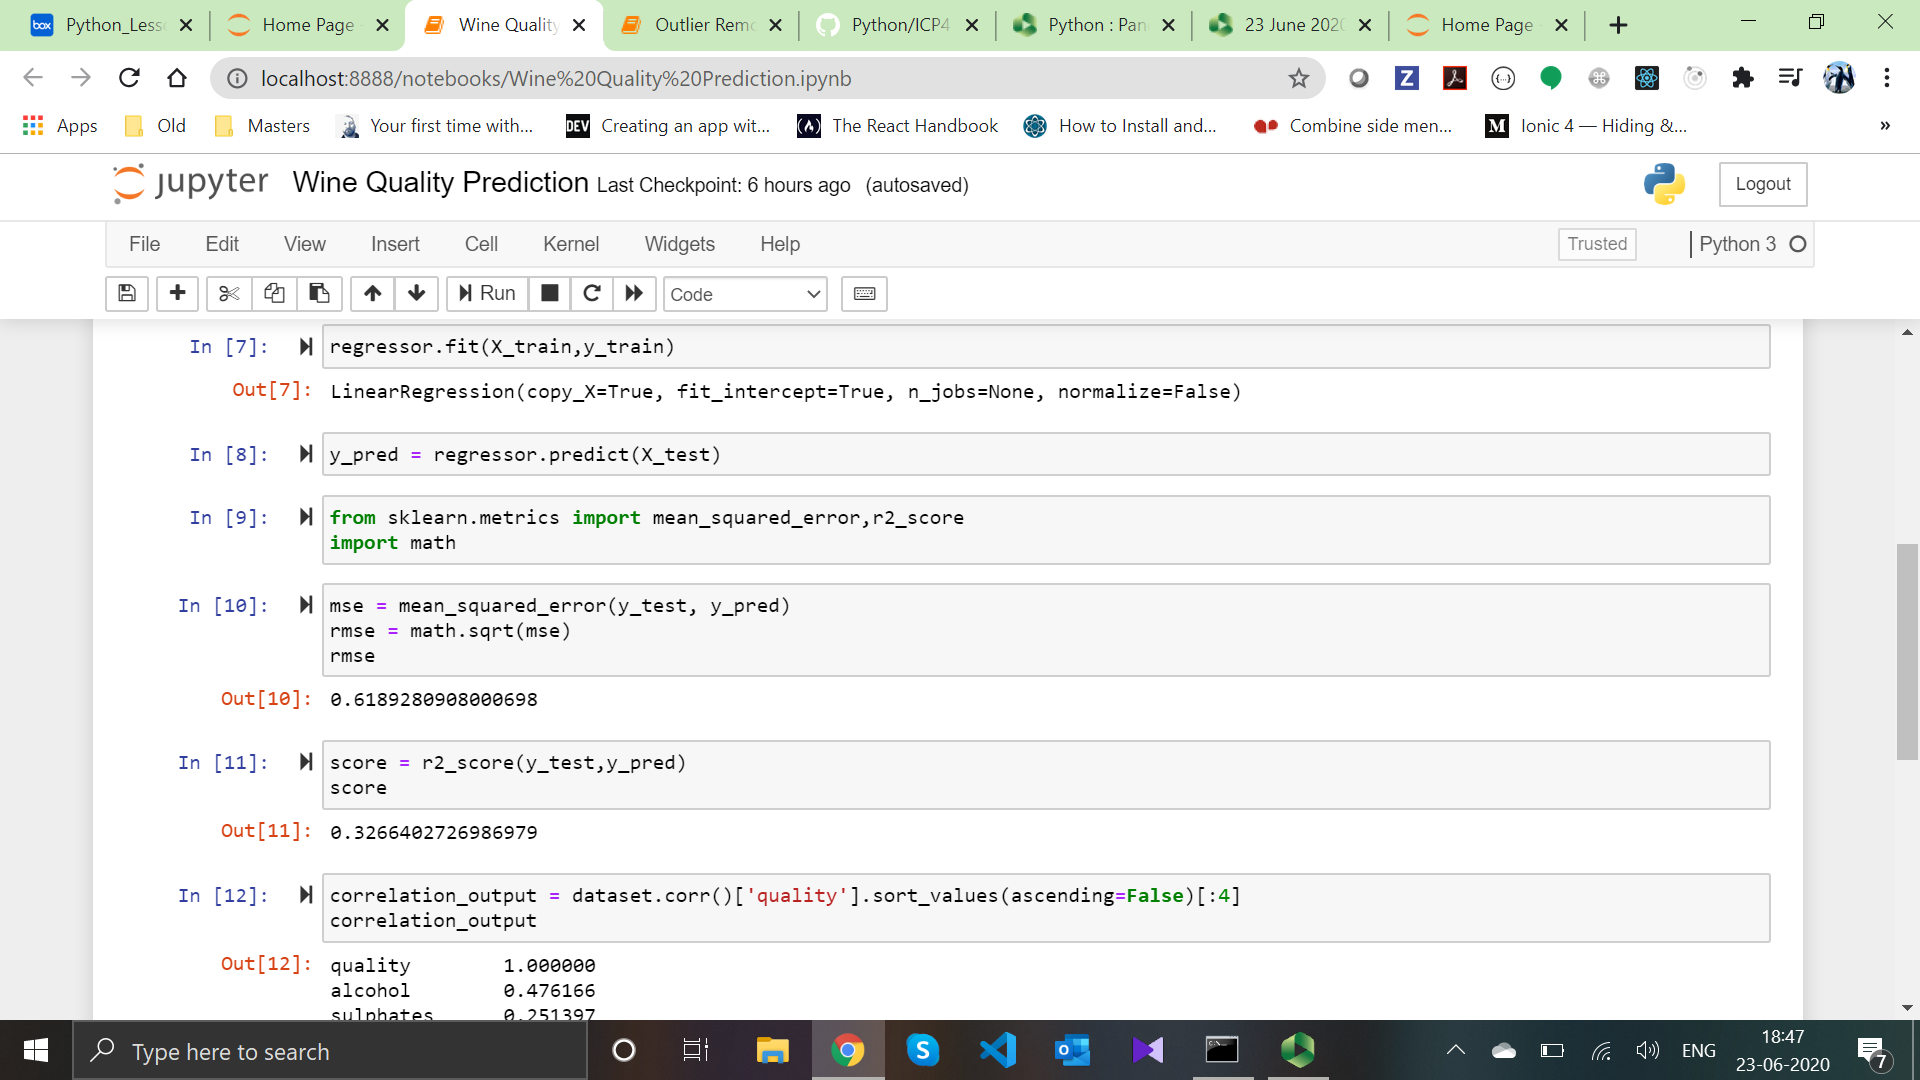 Python_Less
Home Page
Wine Quality
Outlier Remo
Python/ICP4
Python : Pan
23 June 2020
Home Page
localhost:8888/notebooks/Wine%20Quality%20Prediction.ipynb
Apps
Old
Masters
Your first time with...
DEV
Creating an app wit...
The React Handbook
How to Install and...
Combine side men...
Ionic 4 — Hiding &...
»
jupyter Wine Quality Prediction Last Checkpoint: 6 hours ago (autosaved)
Logout
File Edit View Insert Cell Kernel Widgets Help
Trusted
Python 3
Run
Code
In [7]: regressor.fit(X_train,y_train)
Out[7]: LinearRegression(copy_X=True, fit_intercept=True, n_jobs=None, normalize=False)
In [8]: y_pred = regressor.predict(X_test)
In [9]: from sklearn.metrics import mean_squared_error,r2_score
import math
In [10]: mse = mean_squared_error(y_test, y_pred)
rmse = math.sqrt(mse)
rmse
Out[10]: 0.6189280908000698
In [11]: score = r2_score(y_test,y_pred)
score
Out[11]: 0.3266402726986979
In [12]: correlation_output = dataset.corr()['quality'].sort_values(ascending=False)[:4]
correlation_output
Out[12]: quality 1.000000
alcohol 0.476166
sulphates 0.251397
Type here to search
ENG
18:47
23-06-2020
7